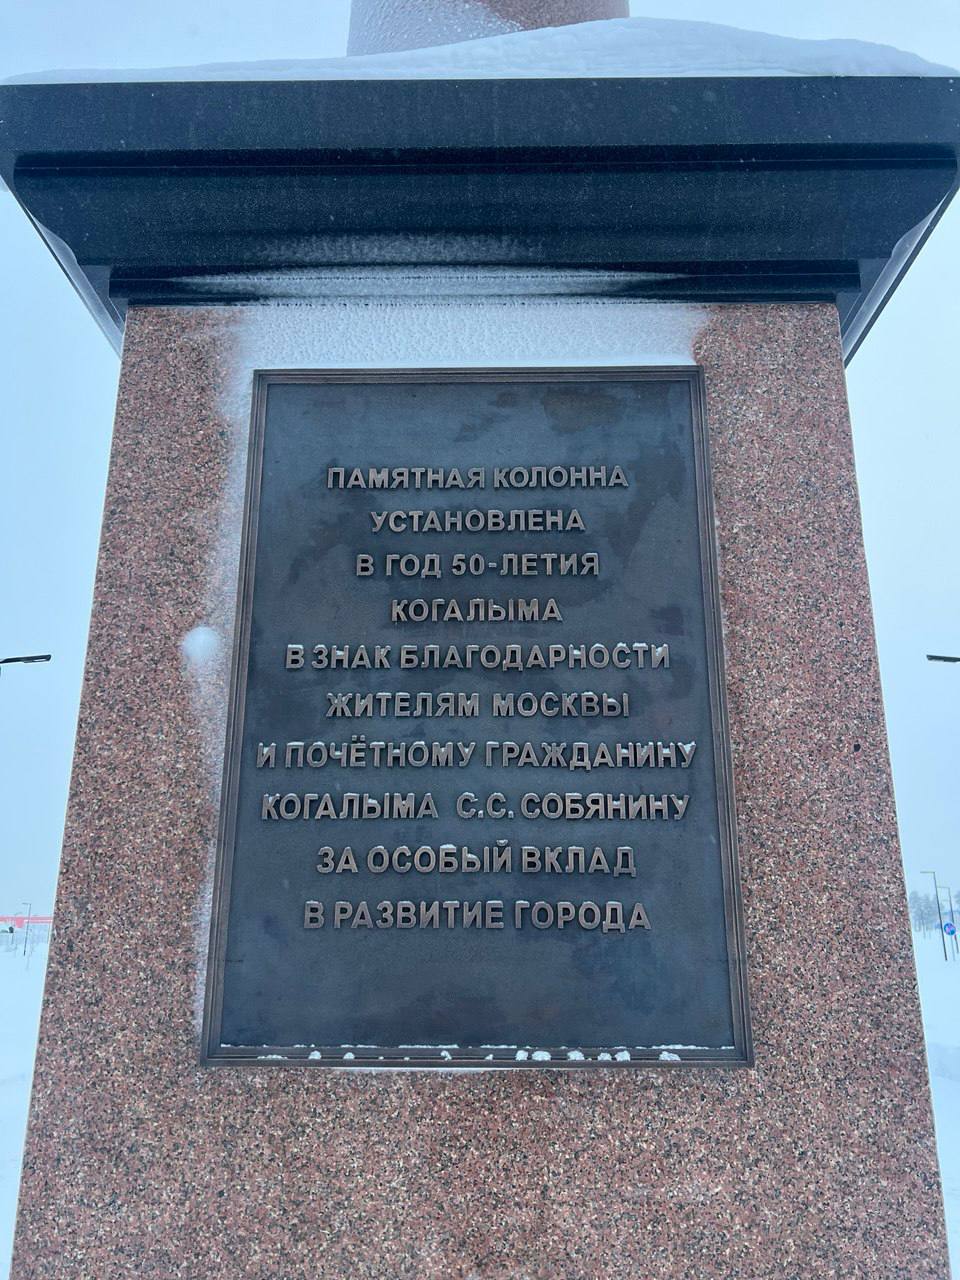 ПАМЯТНАЯ КОЛОННА
УСТАНОВЛЕНА
В ГОД 50-ЛЕТИЯ
КОГАЛЫМА
В ЗНАК БЛАГОДАРНОСТИ
ЖИТЕЛЯМ МОСКВЫ
И ПОЧЁТНОМУ ГРАЖДАНИНУ
КОГАЛЫМА С.С. СОБЯНИНУ
ЗА ОСОБЫЙ ВКЛАД
В РАЗВИТИЕ ГОРОДА